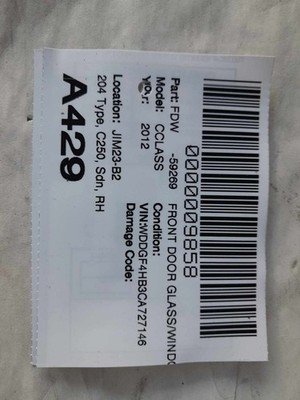 0000009858
Part: FDW -59269 FRONT DOOR GLASS/WINDO
Model: CCLASS Condition:
Year: 2012 VIN:WDDGF4HB3CA727146
Damage Code:
Location: JIM23-B2
204 Type, C250, Sdn, RH
A429